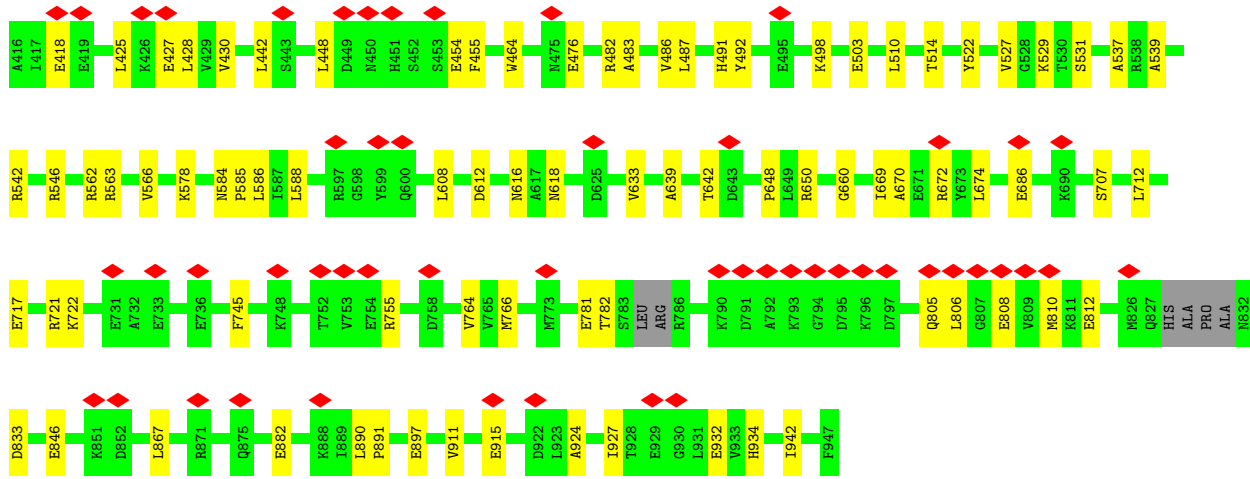 A416 I417 E418 E419 L425 K426 E427 L428 V429 V430 L442 S443 L448 D449 N450 H451 S452 S453 E454 F455 W464 N475 E476 R482 A483 V486 L487 H491 Y492 E495 K498 E503 L510 T514 Y522 V527 G528 K529 T530 S531 A537 R538 A539
R542 R546 R562 R563 V566 K578 N584 P585 L586 I587 L588 R597 G598 Y599 Q600 L608 D612 N616 A617 N618 D625 V633 A639 T642 D643 P648 L649 R650 G660 I669 A670 E671 R672 Y673 L674 E686 K690 S707 L712
E717 R721 K722 E731 A732 E733 E736 F745 K748 T752 V753 E754 R755 D758 V764 V765 M766 M773 E781 T782 S783 LEU ARG R786 K790 D791 A792 K793 G794 D795 K796 D797 Q805 L806 G807 E808 V809 M810 K811 E812 M826 Q827 HIS ALA PRO ALA N832
D833 E846 K851 D852 L867 R871 Q875 E882 K888 I889 L890 P891 E897 V911 E915 D922 L923 A924 I927 T928 E929 G930 L931 E932 V933 H934 I942 F947